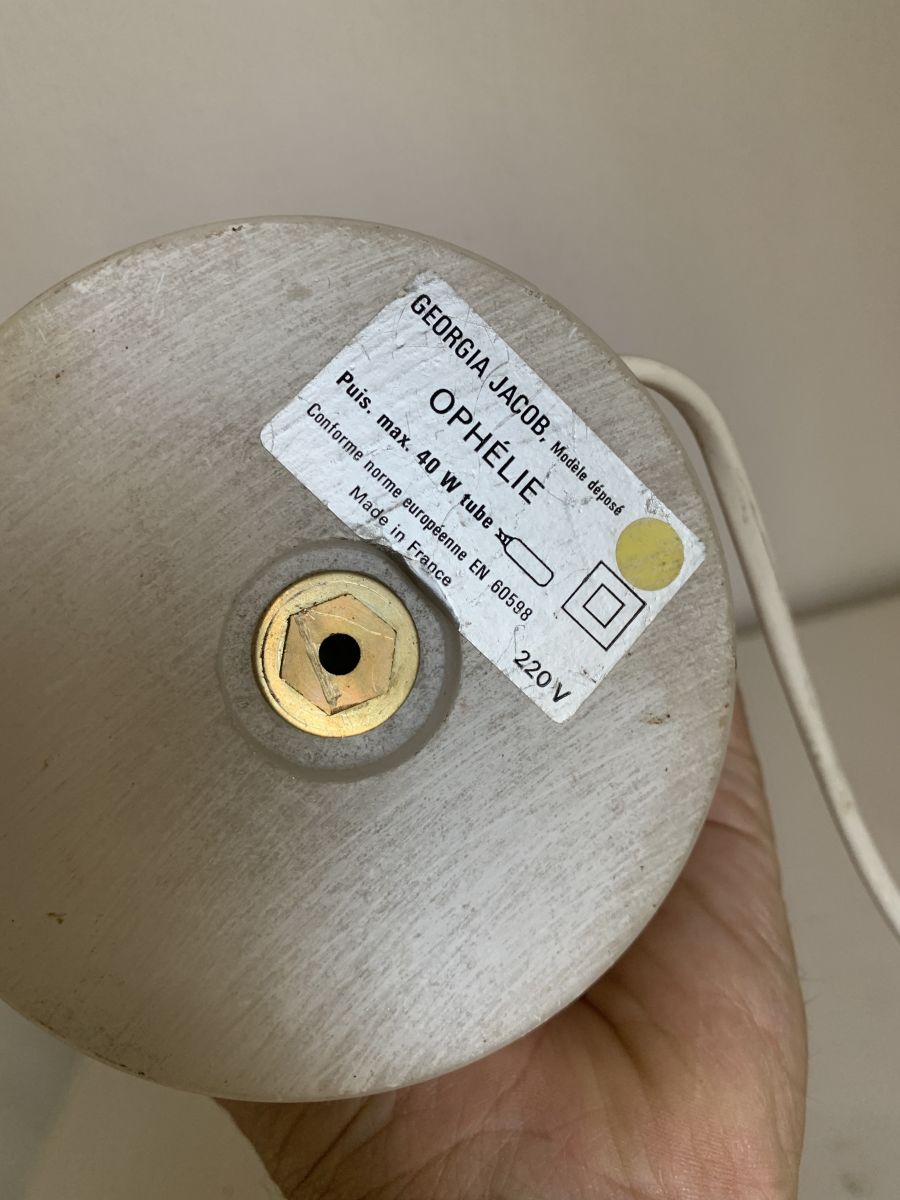 GEORGIA JACOB, Modèle déposé
OPHÉLIE
Puis. max. 40 W tube
Conforme norme européenne EN 60598
Made in France
220 V